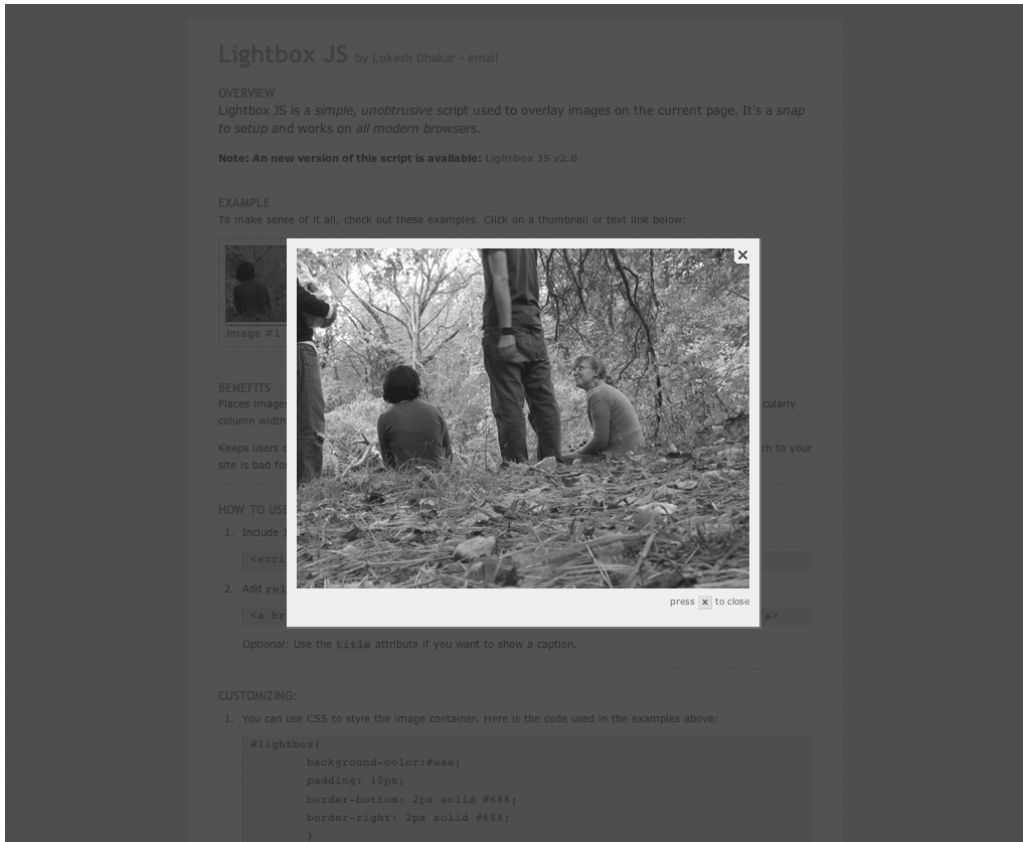 Lightbox JS by Lokesh Dhakar - email
OVERVIEW
Lightbox JS is a simple, unobtrusive script used to overlay images on the current page. It's a snap
to setup and works on all modern browsers.
Note: An new version of this script is available: Lightbox JS v2.0
EXAMPLE
To make sense of it all, check out these examples. Click on a thumbnail or text link below:
image #1
BENEFITS
Places
column width
Keeps users to your
site is bad
HOW TO
1. Include
2. Add
<a
press x to close
Optional: Use the title attribute if you want to show a caption.
CUSTOMIZING:
1. You can use CSS to style the image container. Here is the code used in the examples above:
#lightbox{
background-color:#eee;
padding: 10px;
border-bottom: 2px solid #666;
border-right: 2px solid #666;
}